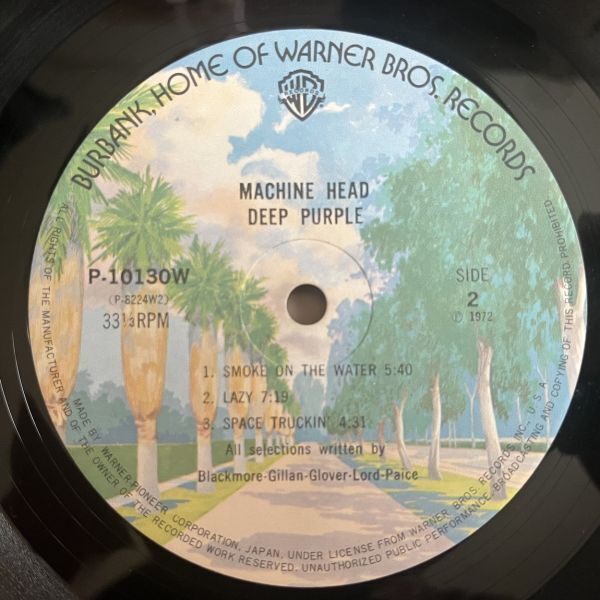 BURBANK, HOME OF WARNER BROS. RECORDS
WB
RECORDS
MACHINE HEAD
DEEP PURPLE
P-10130W
(P-8224W2)
33⅓RPM
SIDE
2
Ⓟ 1972
1. SMOKE ON THE WATER 5:40
2. LAZY 7:19
3. SPACE TRUCKIN' 4:31
All selections written by
Blackmore-Gillan-Glover-Lord-Paice
MADE BY WARNER-PIONEER CORPORATION, JAPAN, UNDER LICENSE FROM WARNER BROS. RECORDS INC., U.S.A.
ALL RIGHTS OF THE MANUFACTURER AND OF THE OWNER OF THE RECORDED WORK RESERVED. UNAUTHORIZED PUBLIC PERFORMANCE, BROADCASTING AND COPYING OF THIS RECORD PROHIBITED